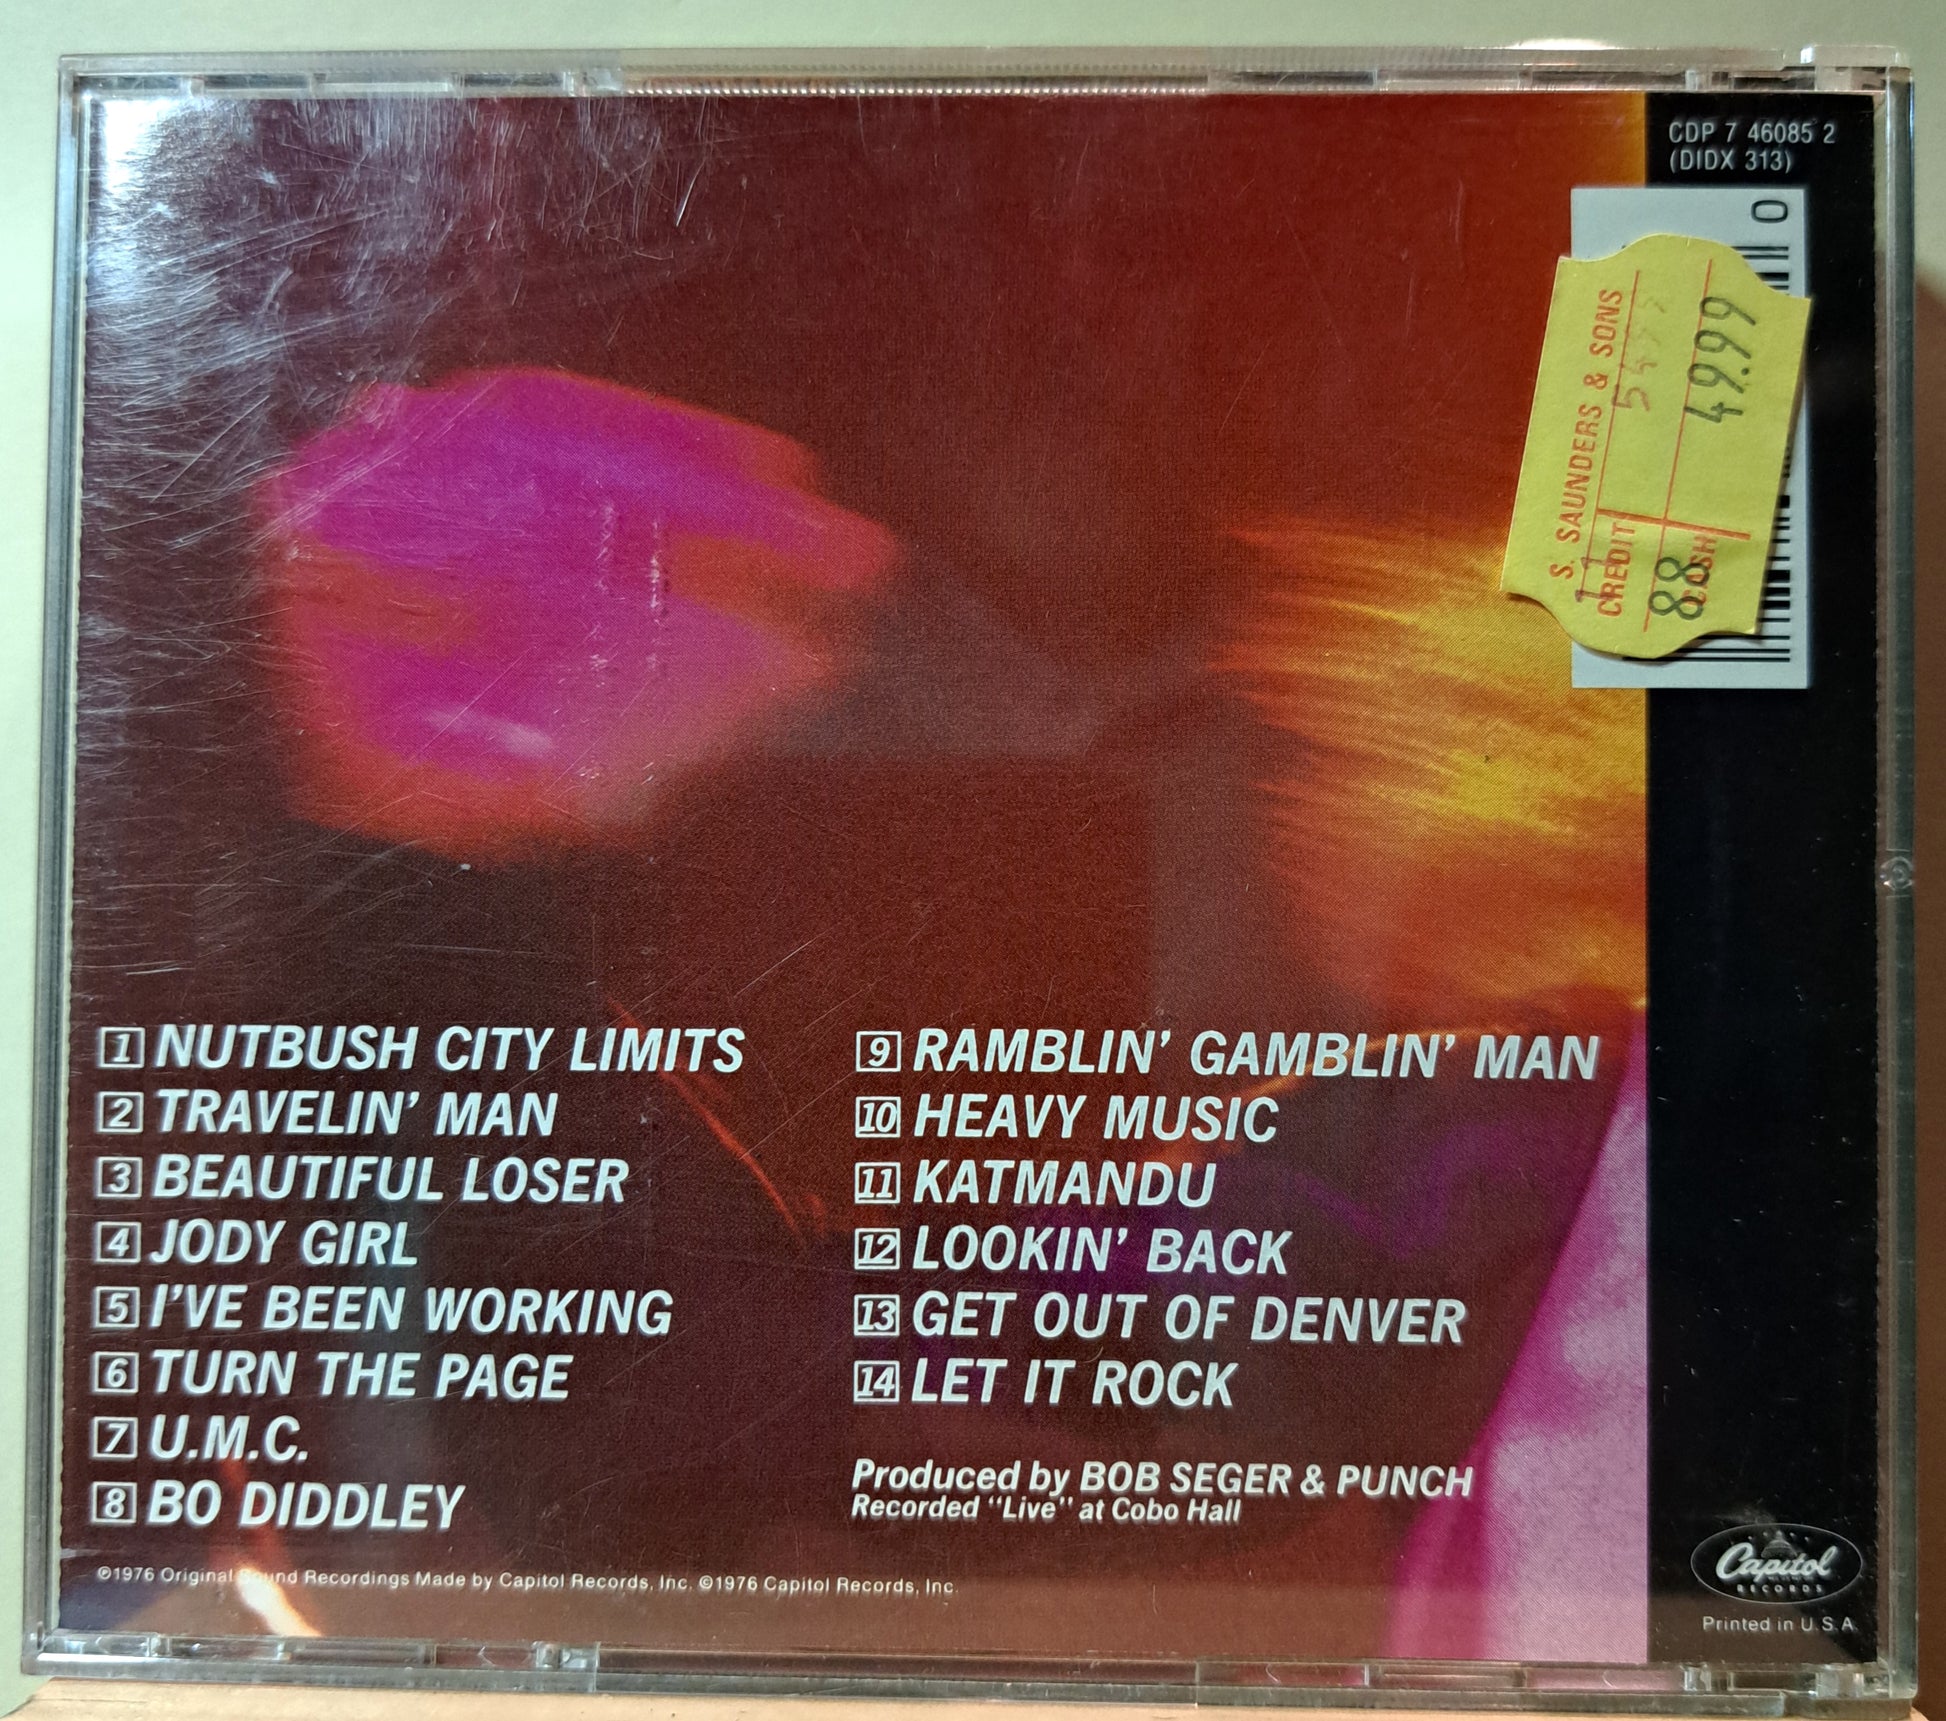 CDP 7 46085 2
(DIDX 313)
0
S. SAUNDERS & SONS
CREDIT
CASH 49.99
88
1 NUTBUSH CITY LIMITS
2 TRAVELIN' MAN
3 BEAUTIFUL LOSER
4 JODY GIRL
5 I'VE BEEN WORKING
6 TURN THE PAGE
7 U.M.C.
8 BO DIDDLEY
9 RAMBLIN' GAMBLIN' MAN
10 HEAVY MUSIC
11 KATMANDU
12 LOOKIN' BACK
13 GET OUT OF DENVER
14 LET IT ROCK
Produced by BOB SEGER & PUNCH
Recorded "Live" at Cobo Hall
©1976 Original Sound Recordings Made by Capitol Records, Inc. ©1976 Capitol Records, Inc.
Capitol
RECORDS
Printed in U.S.A.